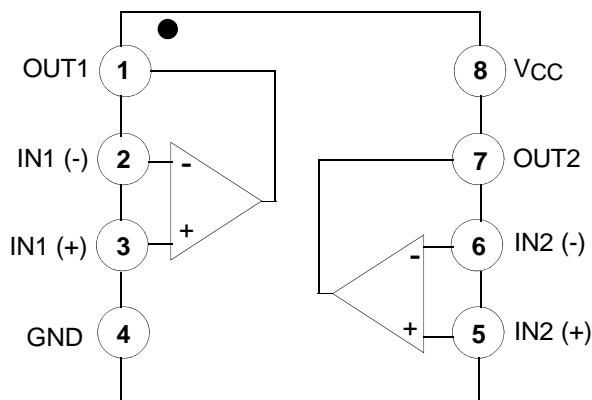 OUT1 1
IN1 (-) 2 -
IN1 (+) 3 +
GND 4
8 VCC
7 OUT2
- 6 IN2 (-)
+ 5 IN2 (+)